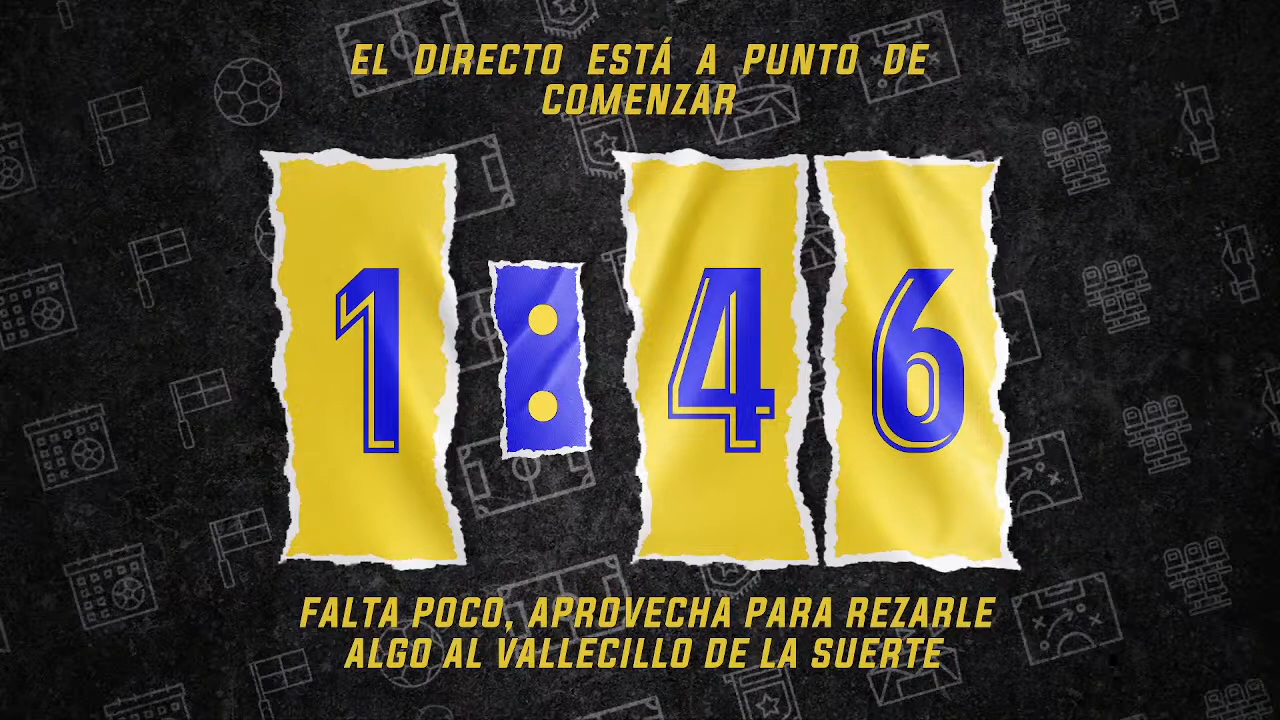 EL DIRECTO ESTÁ A PUNTO DE
COMENZAR
1:46
FALTA POCO, APROVECHA PARA REZARLE
ALGO AL VALLECILLO DE LA SUERTE